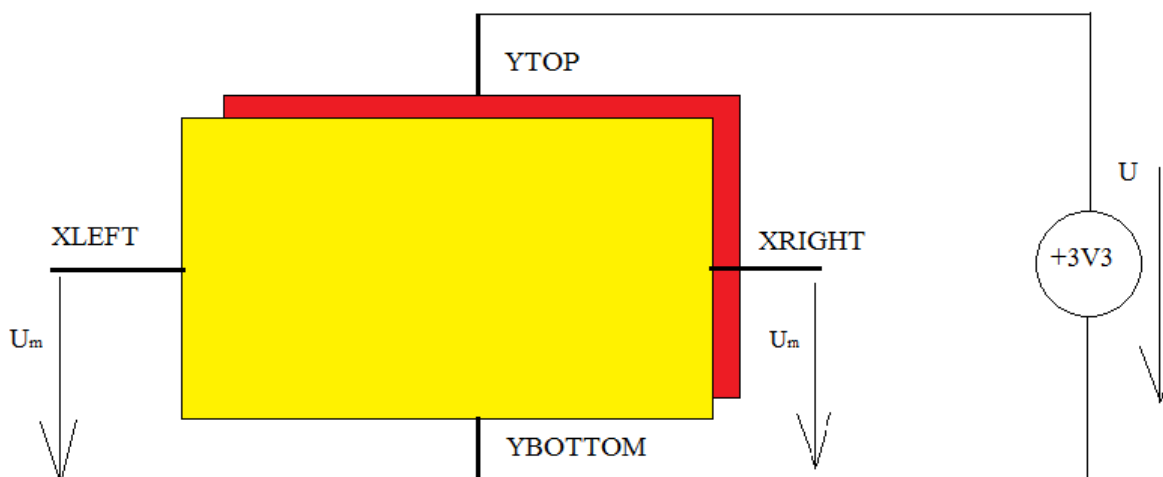 YTOP
U
XLEFT
XRIGHT
+3V3
Um
Um
YBOTTOM